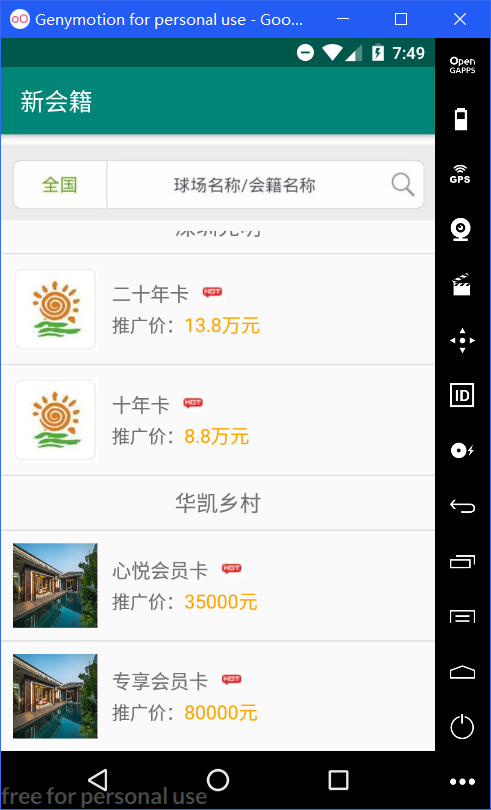 Genymotion for personal use - Goo...
7:49
Open
GAPPS
新会籍
全国
球场名称/会籍名称
GPS
二十年卡 HOT
推广价：13.8万元
十年卡 HOT
推广价：8.8万元
ID
华凯乡村
心悦会员卡 HOT
推广价：35000元
专享会员卡 HOT
推广价：80000元
free for personal use